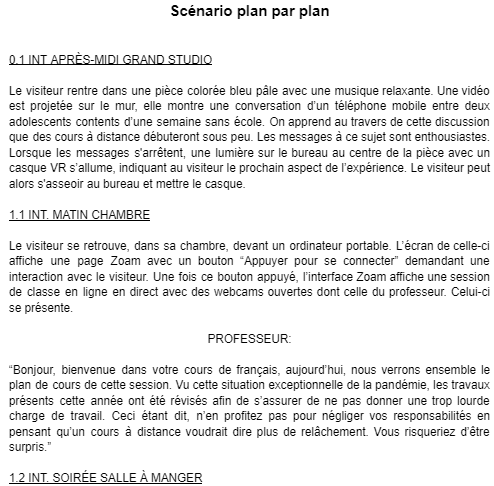 Scénario plan par plan
0.1 INT APRÈS-MIDI GRAND STUDIO
Le visiteur rentre dans une pièce colorée bleu pâle avec une musique relaxante. Une vidéo
est projetée sur le mur, elle montre une conversation d’un téléphone mobile entre deux
adolescents contents d’une semaine sans école. On apprend au travers de cette discussion
que des cours à distance débuteront sous peu. Les messages à ce sujet sont enthousiastes.
Lorsque les messages s’arrêtent, une lumière sur le bureau au centre de la pièce avec un
casque VR s’allume, indiquant au visiteur le prochain aspect de l’expérience. Le visiteur peut
alors s'asseoir au bureau et mettre le casque.
1.1 INT. MATIN CHAMBRE
Le visiteur se retrouve, dans sa chambre, devant un ordinateur portable. L’écran de celle-ci
affiche une page Zoam avec un bouton “Appuyer pour se connecter” demandant une
interaction avec le visiteur. Une fois ce bouton appuyé, l’interface Zoam affiche une session
de classe en ligne en direct avec des webcams ouvertes dont celle du professeur. Celui-ci
se présente.
PROFESSEUR:
“Bonjour, bienvenue dans votre cours de français, aujourd’hui, nous verrons ensemble le
plan de cours de cette session. Vu cette situation exceptionnelle de la pandémie, les travaux
présents cette année ont été révisés afin de s’assurer de ne pas donner une trop lourde
charge de travail. Ceci étant dit, n’en profitez pas pour négliger vos responsabilités en
pensant qu’un cours à distance voudrait dire plus de relâchement. Vous risqueriez d’être
surpris.”
1.2 INT. SOIRÉE SALLE À MANGER